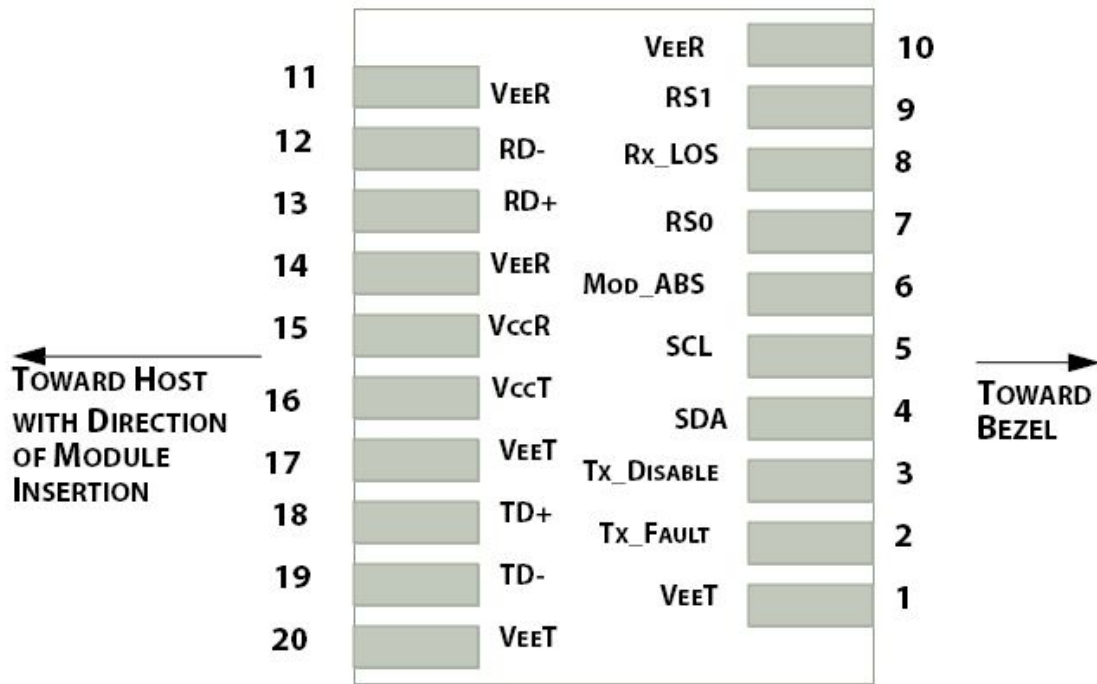 11 VEER
12 RD-
13 RD+
14 VEER
15 VccR
16 VccT
17 VEET
18 TD+
19 TD-
20 VEET
VEER 10
RS1 9
RX_LOS 8
RS0 7
MOD_ABS 6
SCL 5
SDA 4
TX_DISABLE 3
TX_FAULT 2
VEET 1
TOWARD HOST
WITH DIRECTION
OF MODULE
INSERTION
TOWARD
BEZEL